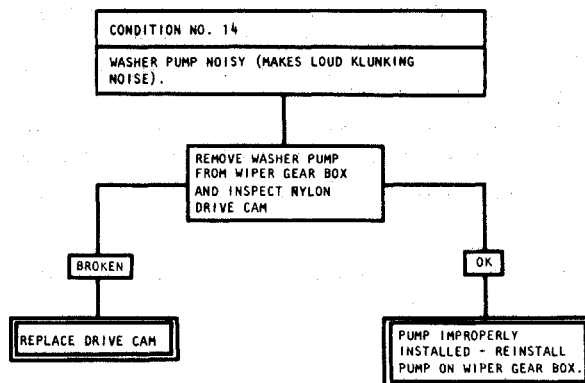 CONDITION NO. 14
WASHER PUMP NOISY (MAKES LOUD KLUNKING
NOISE).
REMOVE WASHER PUMP
FROM WIPER GEAR BOX
AND INSPECT NYLON
DRIVE CAM
BROKEN
OK
REPLACE DRIVE CAM
PUMP IMPROPERLY
INSTALLED - REINSTALL
PUMP ON WIPER GEAR BOX.